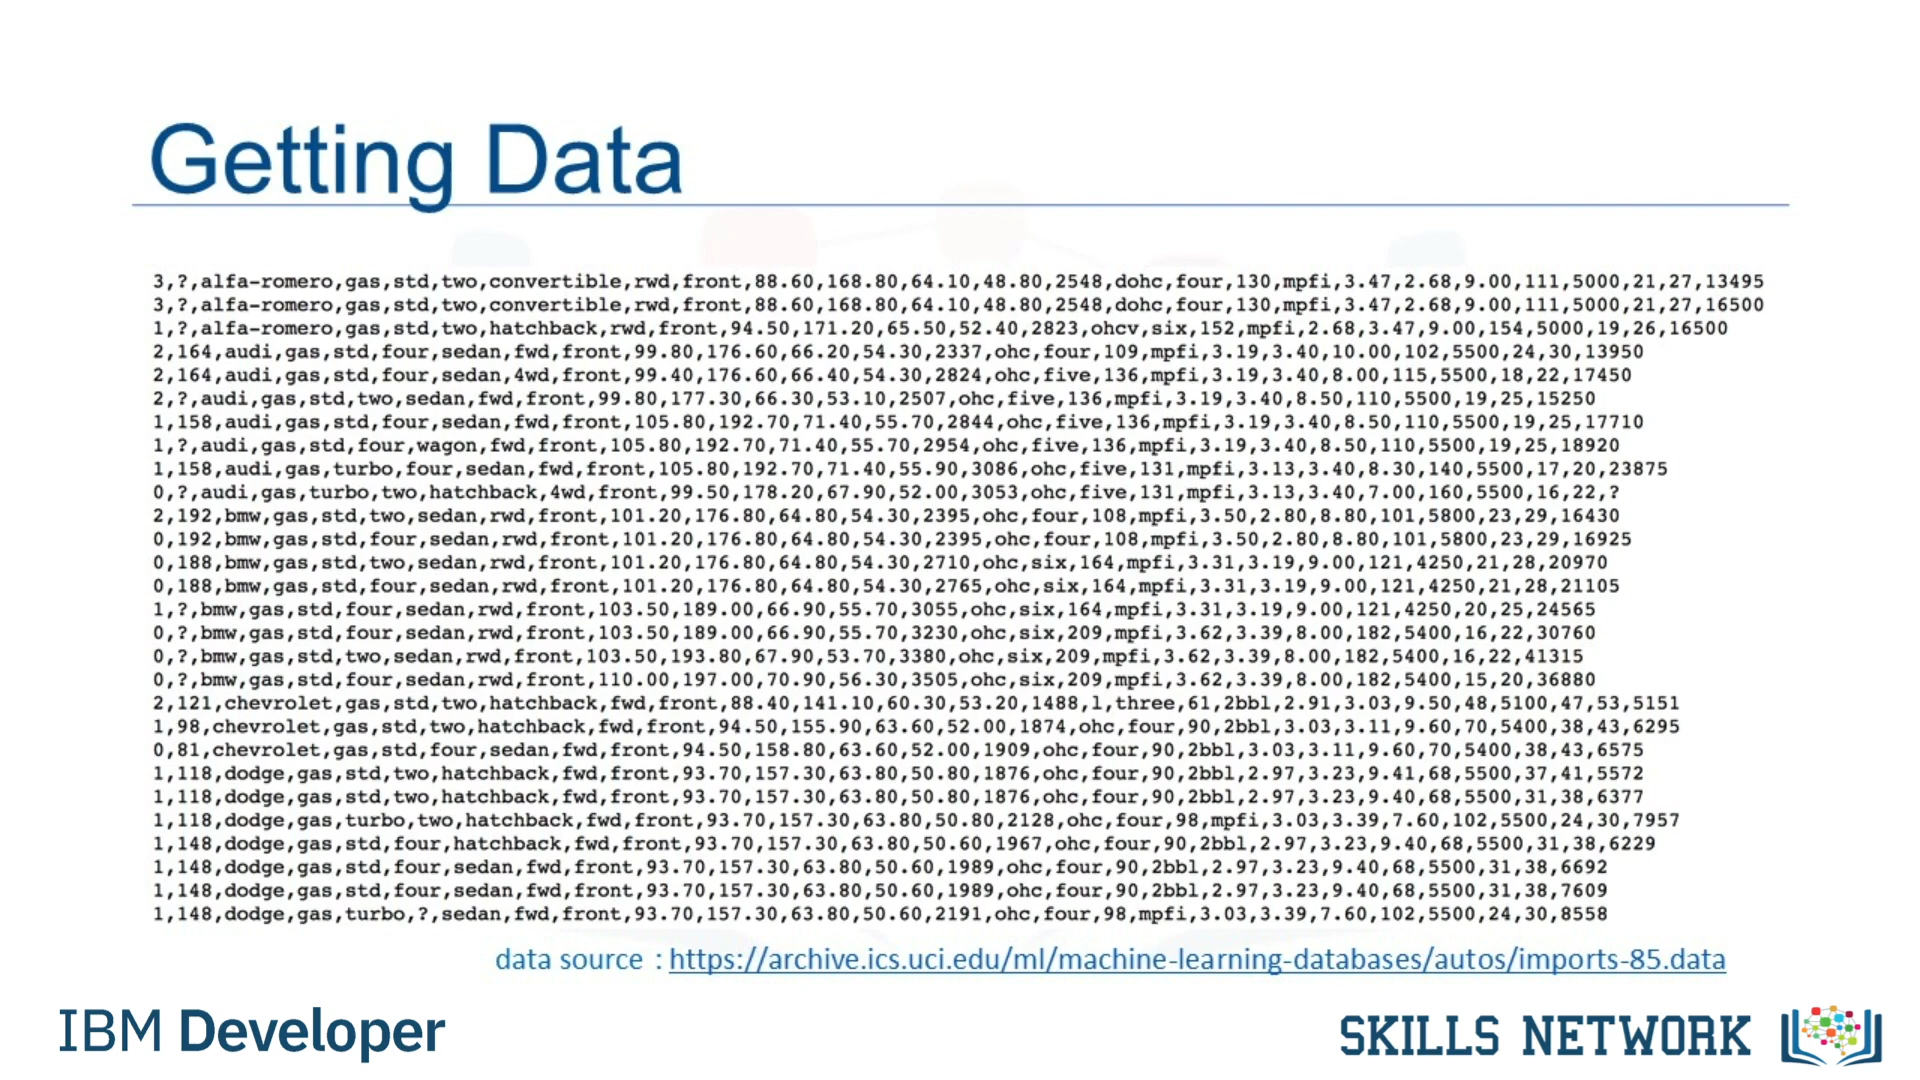 Getting Data
3,?,alfa-romero,gas,std,two,convertible,rwd,front,88.60,168.80,64.10,48.80,2548,dohc,four,130,mpfi,3.47,2.68,9.00,111,5000,21,27,13495
3,?,alfa-romero,gas,std,two,convertible,rwd,front,88.60,168.80,64.10,48.80,2548,dohc,four,130,mpfi,3.47,2.68,9.00,111,5000,21,27,16500
1,?,alfa-romero,gas,std,two,hatchback,rwd,front,94.50,171.20,65.50,52.40,2823,ohcv,six,152,mpfi,2.68,3.47,9.00,154,5000,19,26,16500
2,164,audi,gas,std,four,sedan,fwd,front,99.80,176.60,66.20,54.30,2337,ohc,four,109,mpfi,3.19,3.40,10.00,102,5500,24,30,13950
2,164,audi,gas,std,four,sedan,4wd,front,99.40,176.60,66.40,54.30,2824,ohc,five,136,mpfi,3.19,3.40,8.00,115,5500,18,22,17450
2,?,audi,gas,std,two,sedan,fwd,front,99.80,177.30,66.30,53.10,2507,ohc,five,136,mpfi,3.19,3.40,8.50,110,5500,19,25,15250
1,158,audi,gas,std,four,sedan,fwd,front,105.80,192.70,71.40,55.70,2844,ohc,five,136,mpfi,3.19,3.40,8.50,110,5500,19,25,17710
1,?,audi,gas,std,four,wagon,fwd,front,105.80,192.70,71.40,55.70,2954,ohc,five,136,mpfi,3.19,3.40,8.50,110,5500,19,25,18920
1,158,audi,gas,turbo,four,sedan,fwd,front,105.80,192.70,71.40,55.90,3086,ohc,five,131,mpfi,3.13,3.40,8.30,140,5500,17,20,23875
0,?,audi,gas,turbo,two,hatchback,4wd,front,99.50,178.20,67.90,52.00,3053,ohc,five,131,mpfi,3.13,3.40,7.00,160,5500,16,22,?
2,192,bmw,gas,std,two,sedan,rwd,front,101.20,176.80,64.80,54.30,2395,ohc,four,108,mpfi,3.50,2.80,8.80,101,5800,23,29,16430
0,192,bmw,gas,std,four,sedan,rwd,front,101.20,176.80,64.80,54.30,2395,ohc,four,108,mpfi,3.50,2.80,8.80,101,5800,23,29,16925
0,188,bmw,gas,std,two,sedan,rwd,front,101.20,176.80,64.80,54.30,2710,ohc,six,164,mpfi,3.31,3.19,9.00,121,4250,21,28,20970
0,188,bmw,gas,std,four,sedan,rwd,front,101.20,176.80,64.80,54.30,2765,ohc,six,164,mpfi,3.31,3.19,9.00,121,4250,21,28,21105
1,?,bmw,gas,std,four,sedan,rwd,front,103.50,189.00,66.90,55.70,3055,ohc,six,164,mpfi,3.31,3.19,9.00,121,4250,20,25,24565
0,?,bmw,gas,std,four,sedan,rwd,front,103.50,189.00,66.90,55.70,3230,ohc,six,209,mpfi,3.62,3.39,8.00,182,5400,16,22,30760
0,?,bmw,gas,std,two,sedan,rwd,front,103.50,193.80,67.90,53.70,3380,ohc,six,209,mpfi,3.62,3.39,8.00,182,5400,16,22,41315
0,?,bmw,gas,std,four,sedan,rwd,front,110.00,197.00,70.90,56.30,3505,ohc,six,209,mpfi,3.62,3.39,8.00,182,5400,15,20,36880
2,121,chevrolet,gas,std,two,hatchback,fwd,front,88.40,141.10,60.30,53.20,1488,l,three,61,2bbl,2.91,3.03,9.50,48,5100,47,53,5151
1,98,chevrolet,gas,std,two,hatchback,fwd,front,94.50,155.90,63.60,52.00,1874,ohc,four,90,2bbl,3.03,3.11,9.60,70,5400,38,43,6295
0,81,chevrolet,gas,std,four,sedan,fwd,front,94.50,158.80,63.60,52.00,1909,ohc,four,90,2bbl,3.03,3.11,9.60,70,5400,38,43,6575
1,118,dodge,gas,std,two,hatchback,fwd,front,93.70,157.30,63.80,50.80,1876,ohc,four,90,2bbl,2.97,3.23,9.41,68,5500,37,41,5572
1,118,dodge,gas,std,two,hatchback,fwd,front,93.70,157.30,63.80,50.80,1876,ohc,four,90,2bbl,2.97,3.23,9.40,68,5500,31,38,6377
1,118,dodge,gas,turbo,two,hatchback,fwd,front,93.70,157.30,63.80,50.80,2128,ohc,four,98,mpfi,3.03,3.39,7.60,102,5500,24,30,7957
1,148,dodge,gas,std,four,hatchback,fwd,front,93.70,157.30,63.80,50.60,1967,ohc,four,90,2bbl,2.97,3.23,9.40,68,5500,31,38,6229
1,148,dodge,gas,std,four,sedan,fwd,front,93.70,157.30,63.80,50.60,1989,ohc,four,90,2bbl,2.97,3.23,9.40,68,5500,31,38,6692
1,148,dodge,gas,std,four,sedan,fwd,front,93.70,157.30,63.80,50.60,1989,ohc,four,90,2bbl,2.97,3.23,9.40,68,5500,31,38,7609
1,148,dodge,gas,turbo,?,sedan,fwd,front,93.70,157.30,63.80,50.60,2191,ohc,four,98,mpfi,3.03,3.39,7.60,102,5500,24,30,8558
data source : https://archive.ics.uci.edu/ml/machine-learning-databases/autos/imports-85.data
IBM Developer
SKILLS NETWORK